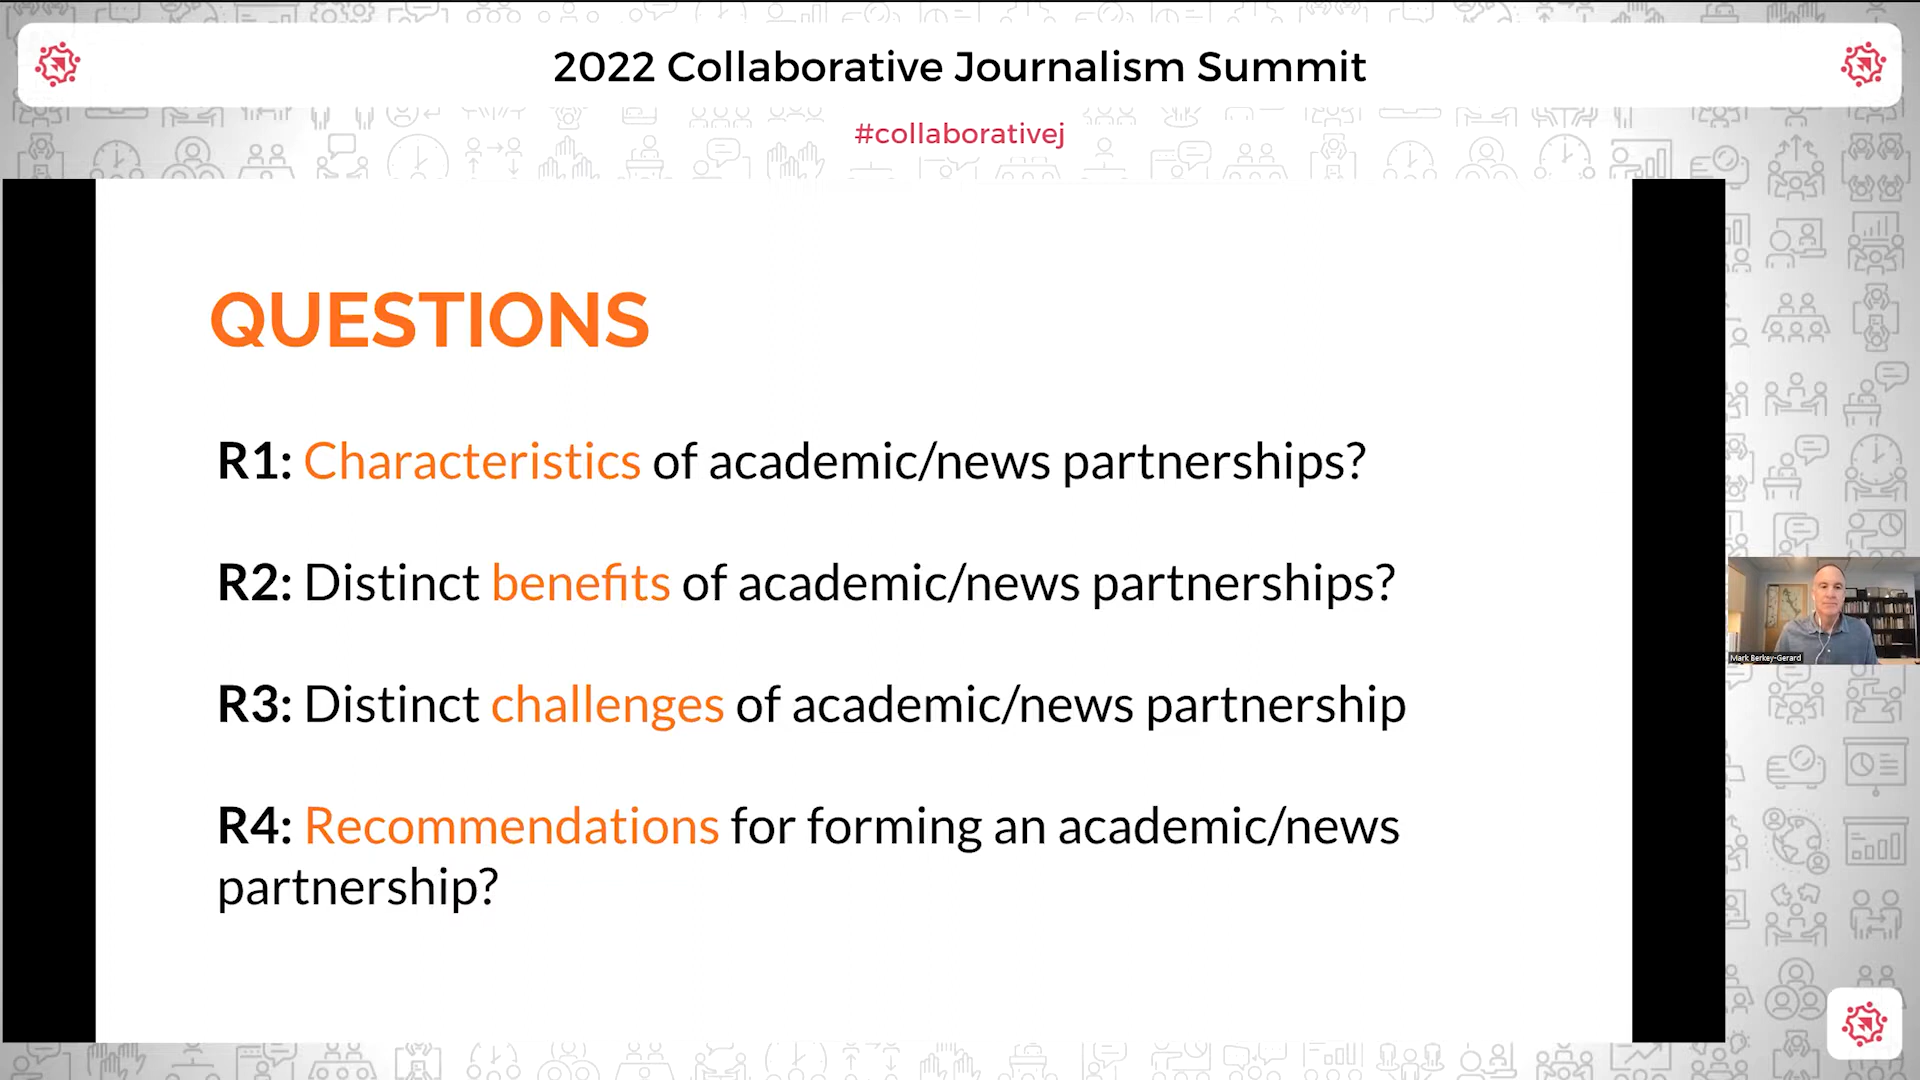 2022 Collaborative Journalism Summit
#collaborativej
QUESTIONS
R1: Characteristics of academic/news partnerships?
R2: Distinct benefits of academic/news partnerships?
R3: Distinct challenges of academic/news partnership
R4: Recommendations for forming an academic/news
partnership?
Mark Berkey-Gerard